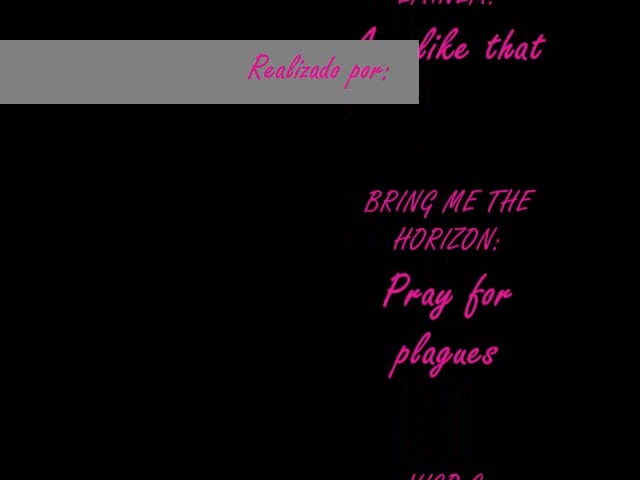 like that
Realizado por:
BRING ME THE
HORIZON:
Pray for
plagues